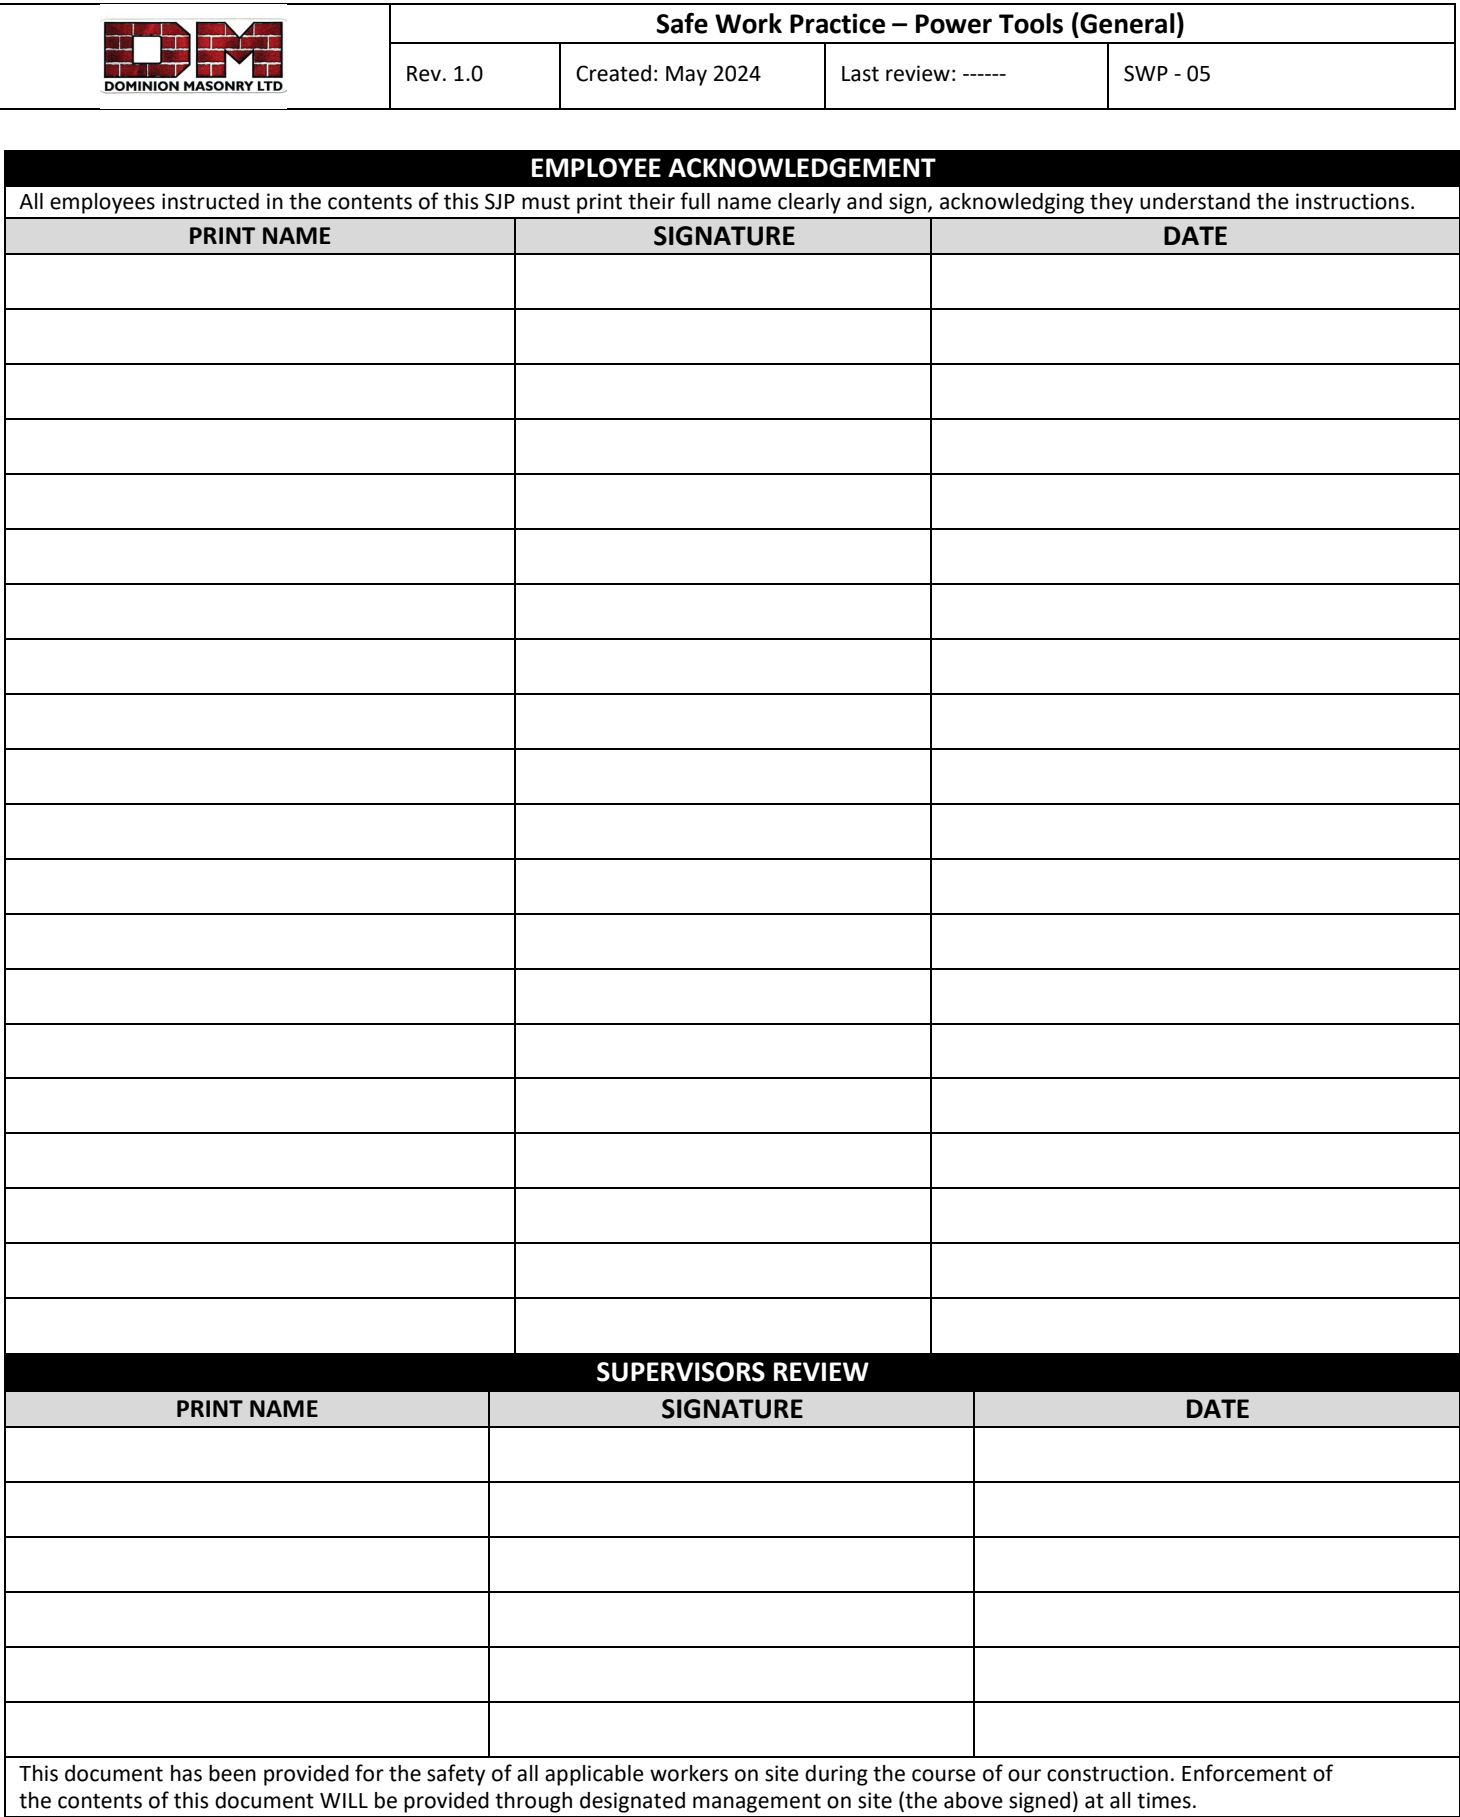 DM
DOMINION MASONRY LTD
Safe Work Practice – Power Tools (General)
Rev. 1.0
Created: May 2024
Last review: ------
SWP - 05
EMPLOYEE ACKNOWLEDGEMENT
All employees instructed in the contents of this SJP must print their full name clearly and sign, acknowledging they understand the instructions.
PRINT NAME
SIGNATURE
DATE
SUPERVISORS REVIEW
PRINT NAME
SIGNATURE
DATE
This document has been provided for the safety of all applicable workers on site during the course of our construction. Enforcement of
the contents of this document WILL be provided through designated management on site (the above signed) at all times.